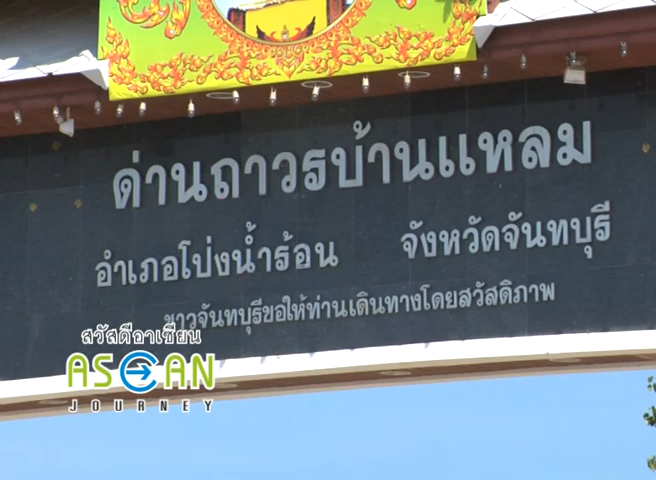 ด่านถาวรบ้านแหลม
อำเภอโป่งน้ำร้อน จังหวัดจันทบุรี
ชาวจันทบุรีขอให้ท่านเดินทางโดยสวัสดิภาพ
สวัสดีอาเซียน
ASEAN
JOURNEY